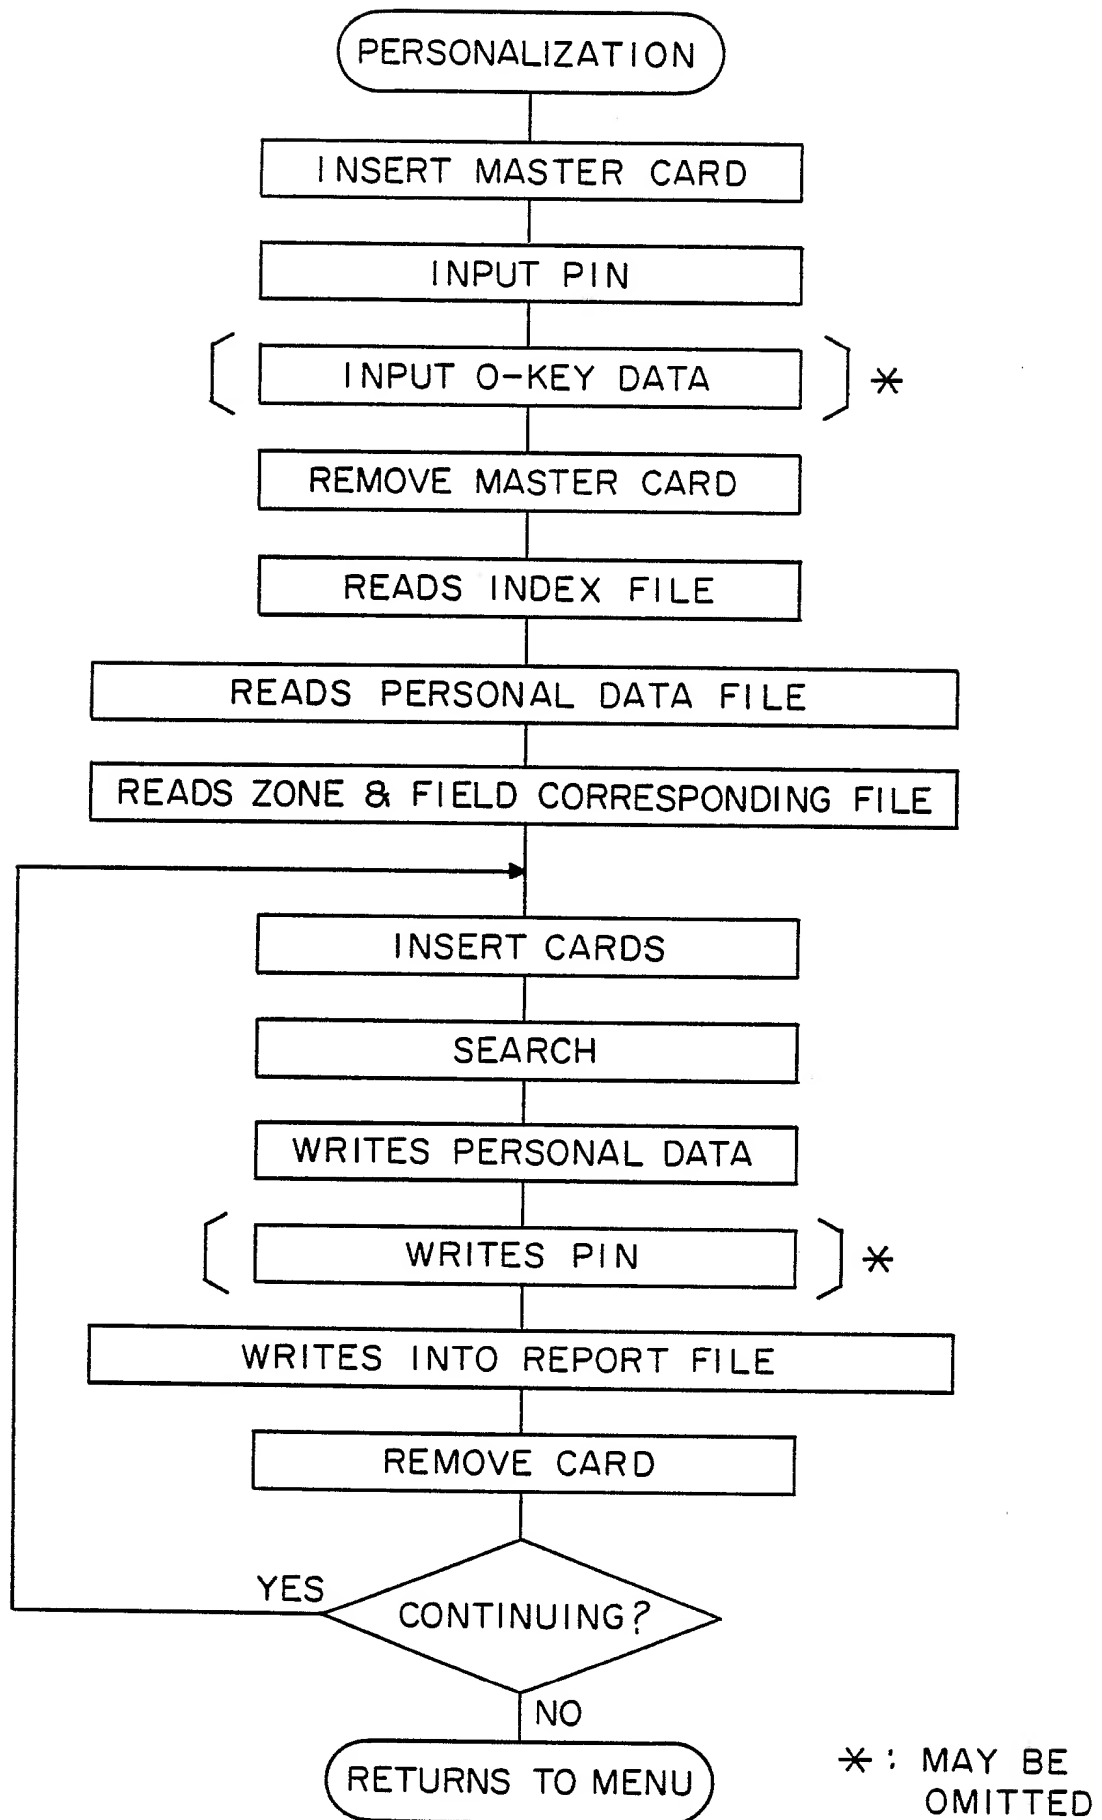 PERSONALIZATION
INSERT MASTER CARD
INPUT PIN
[ INPUT O-KEY DATA ] *
REMOVE MASTER CARD
READS INDEX FILE
READS PERSONAL DATA FILE
READS ZONE & FIELD CORRESPONDING FILE
INSERT CARDS
SEARCH
WRITES PERSONAL DATA
[ WRITES PIN ] *
WRITES INTO REPORT FILE
REMOVE CARD
YES
CONTINUING?
NO
RETURNS TO MENU
* : MAY BE
OMITTED